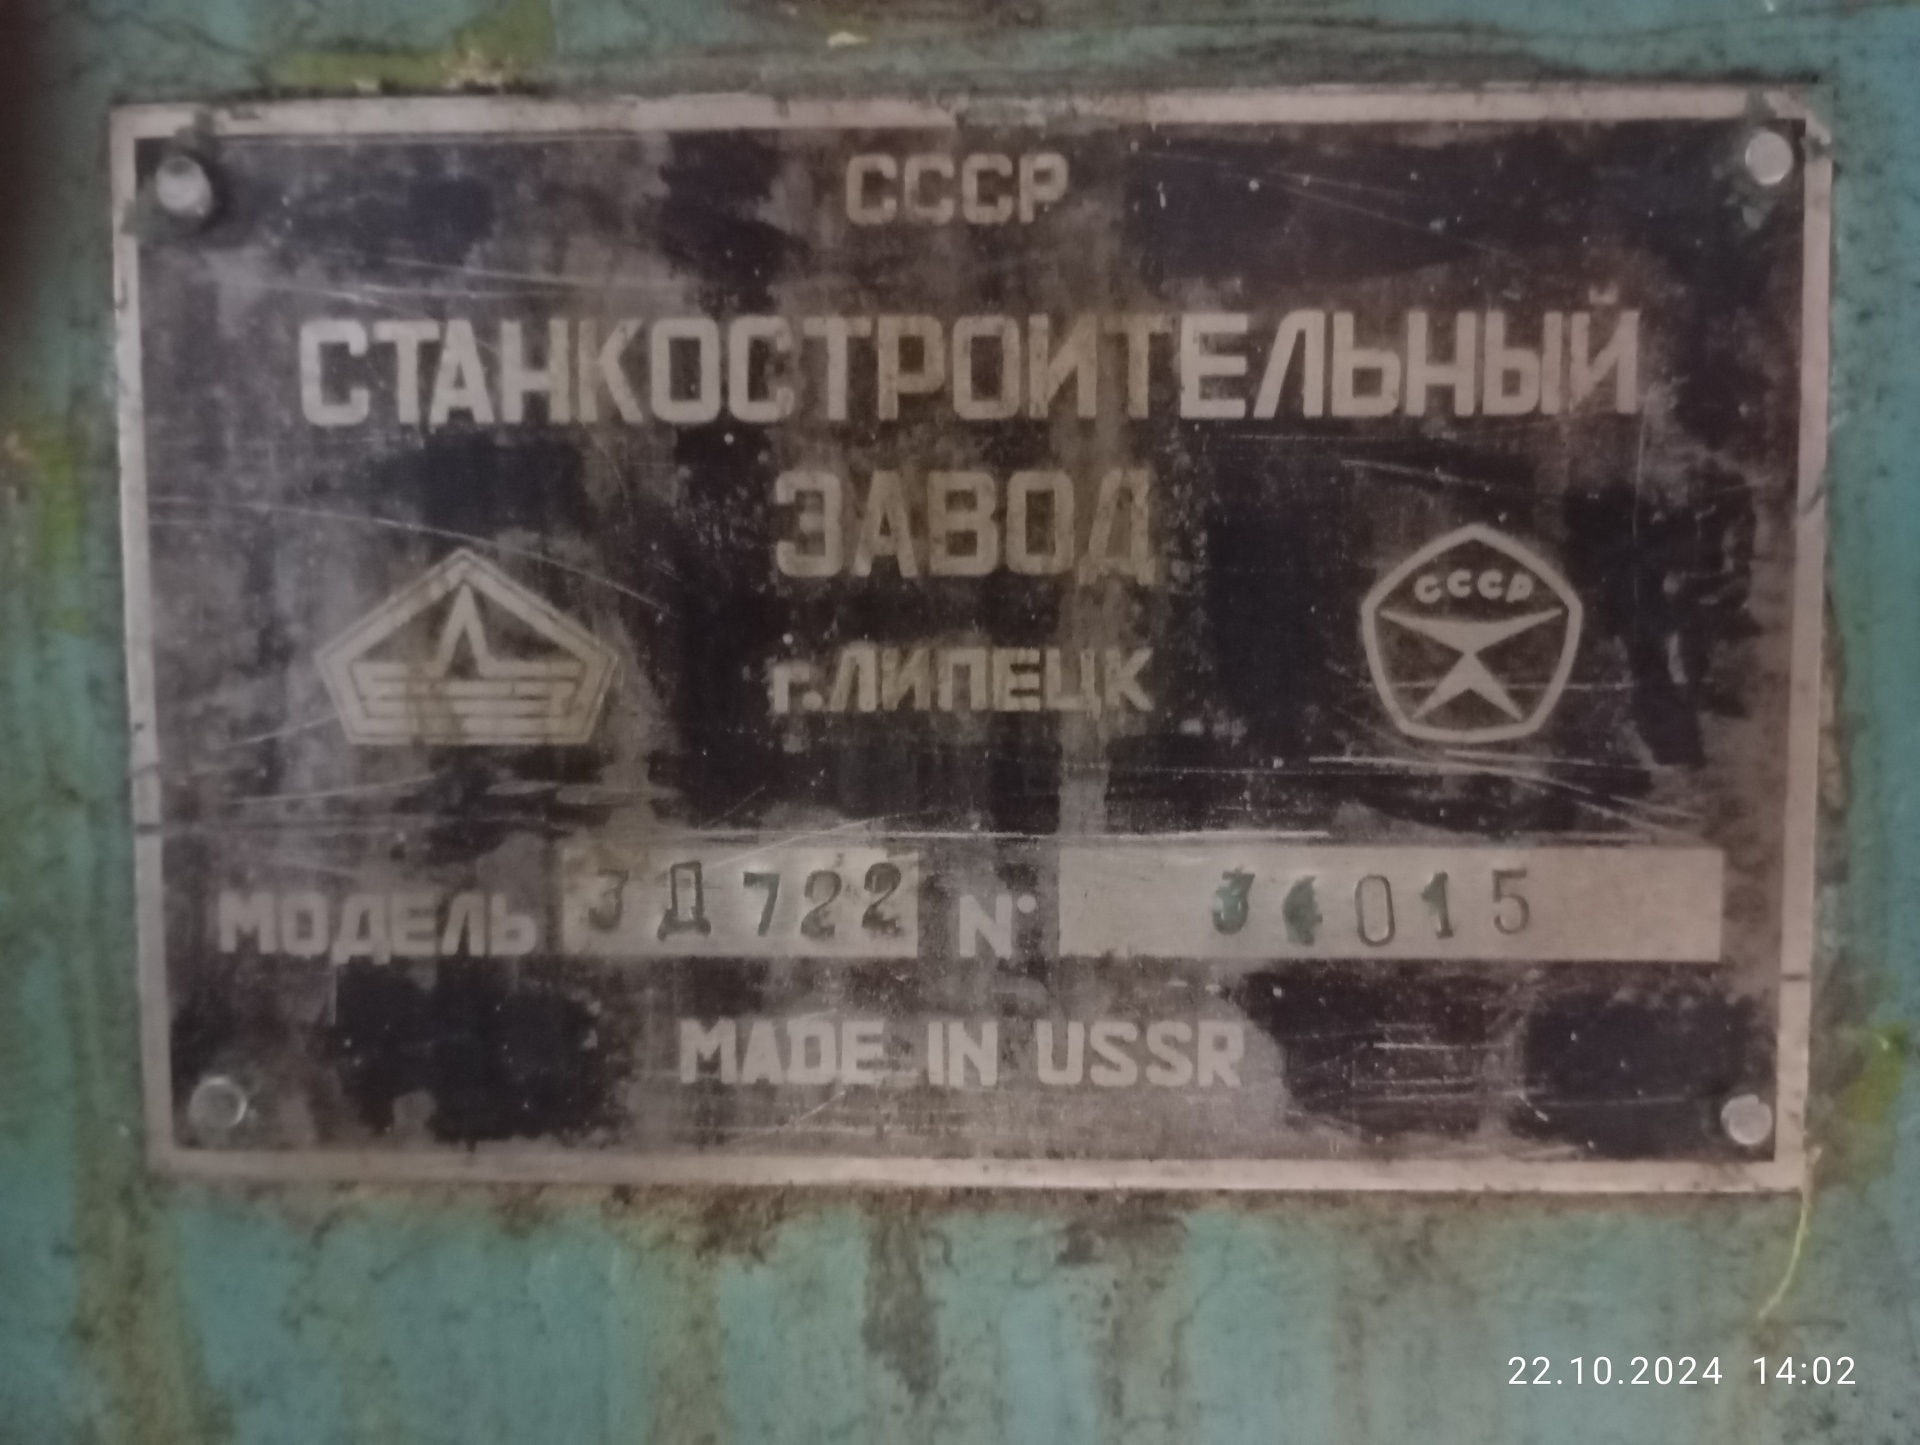 СССР
СТАНКОСТРОИТЕЛЬНЫЙ
ЗАВОД
СССР
г.ЛИПЕЦК
МОДЕЛЬ 3Д722 №
MADE IN USSR
22.10.2024 14:02